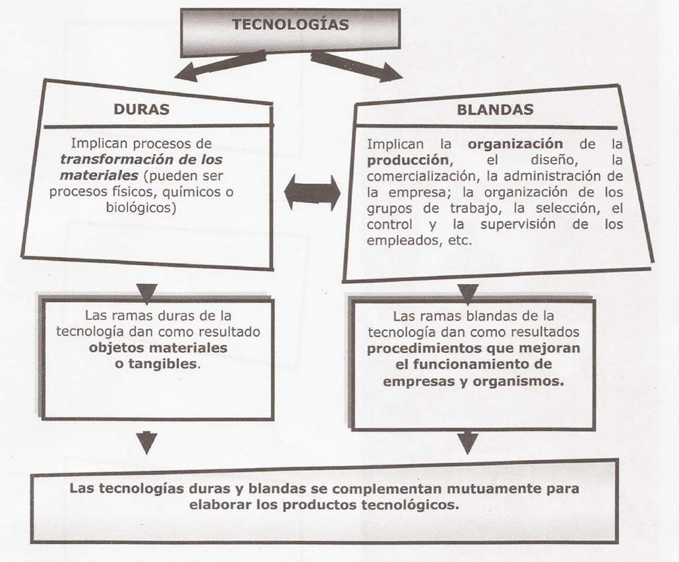 TECNOLOGÍAS
DURAS
Implican procesos de
transformación de los
materiales (pueden ser
procesos físicos, químicos o
biológicos)
BLANDAS
Implican la organización de la
producción, el diseño, la
comercialización, la administración de
la empresa; la organización de los
grupos de trabajo, la selección, el
control y la supervisión de los
empleados, etc.
Las ramas duras de la
tecnología dan como resultado
objetos materiales
o tangibles.
Las ramas blandas de la
tecnología dan como resultados
procedimientos que mejoran
el funcionamiento de
empresas y organismos.
Las tecnologías duras y blandas se complementan mutuamente para
elaborar los productos tecnológicos.